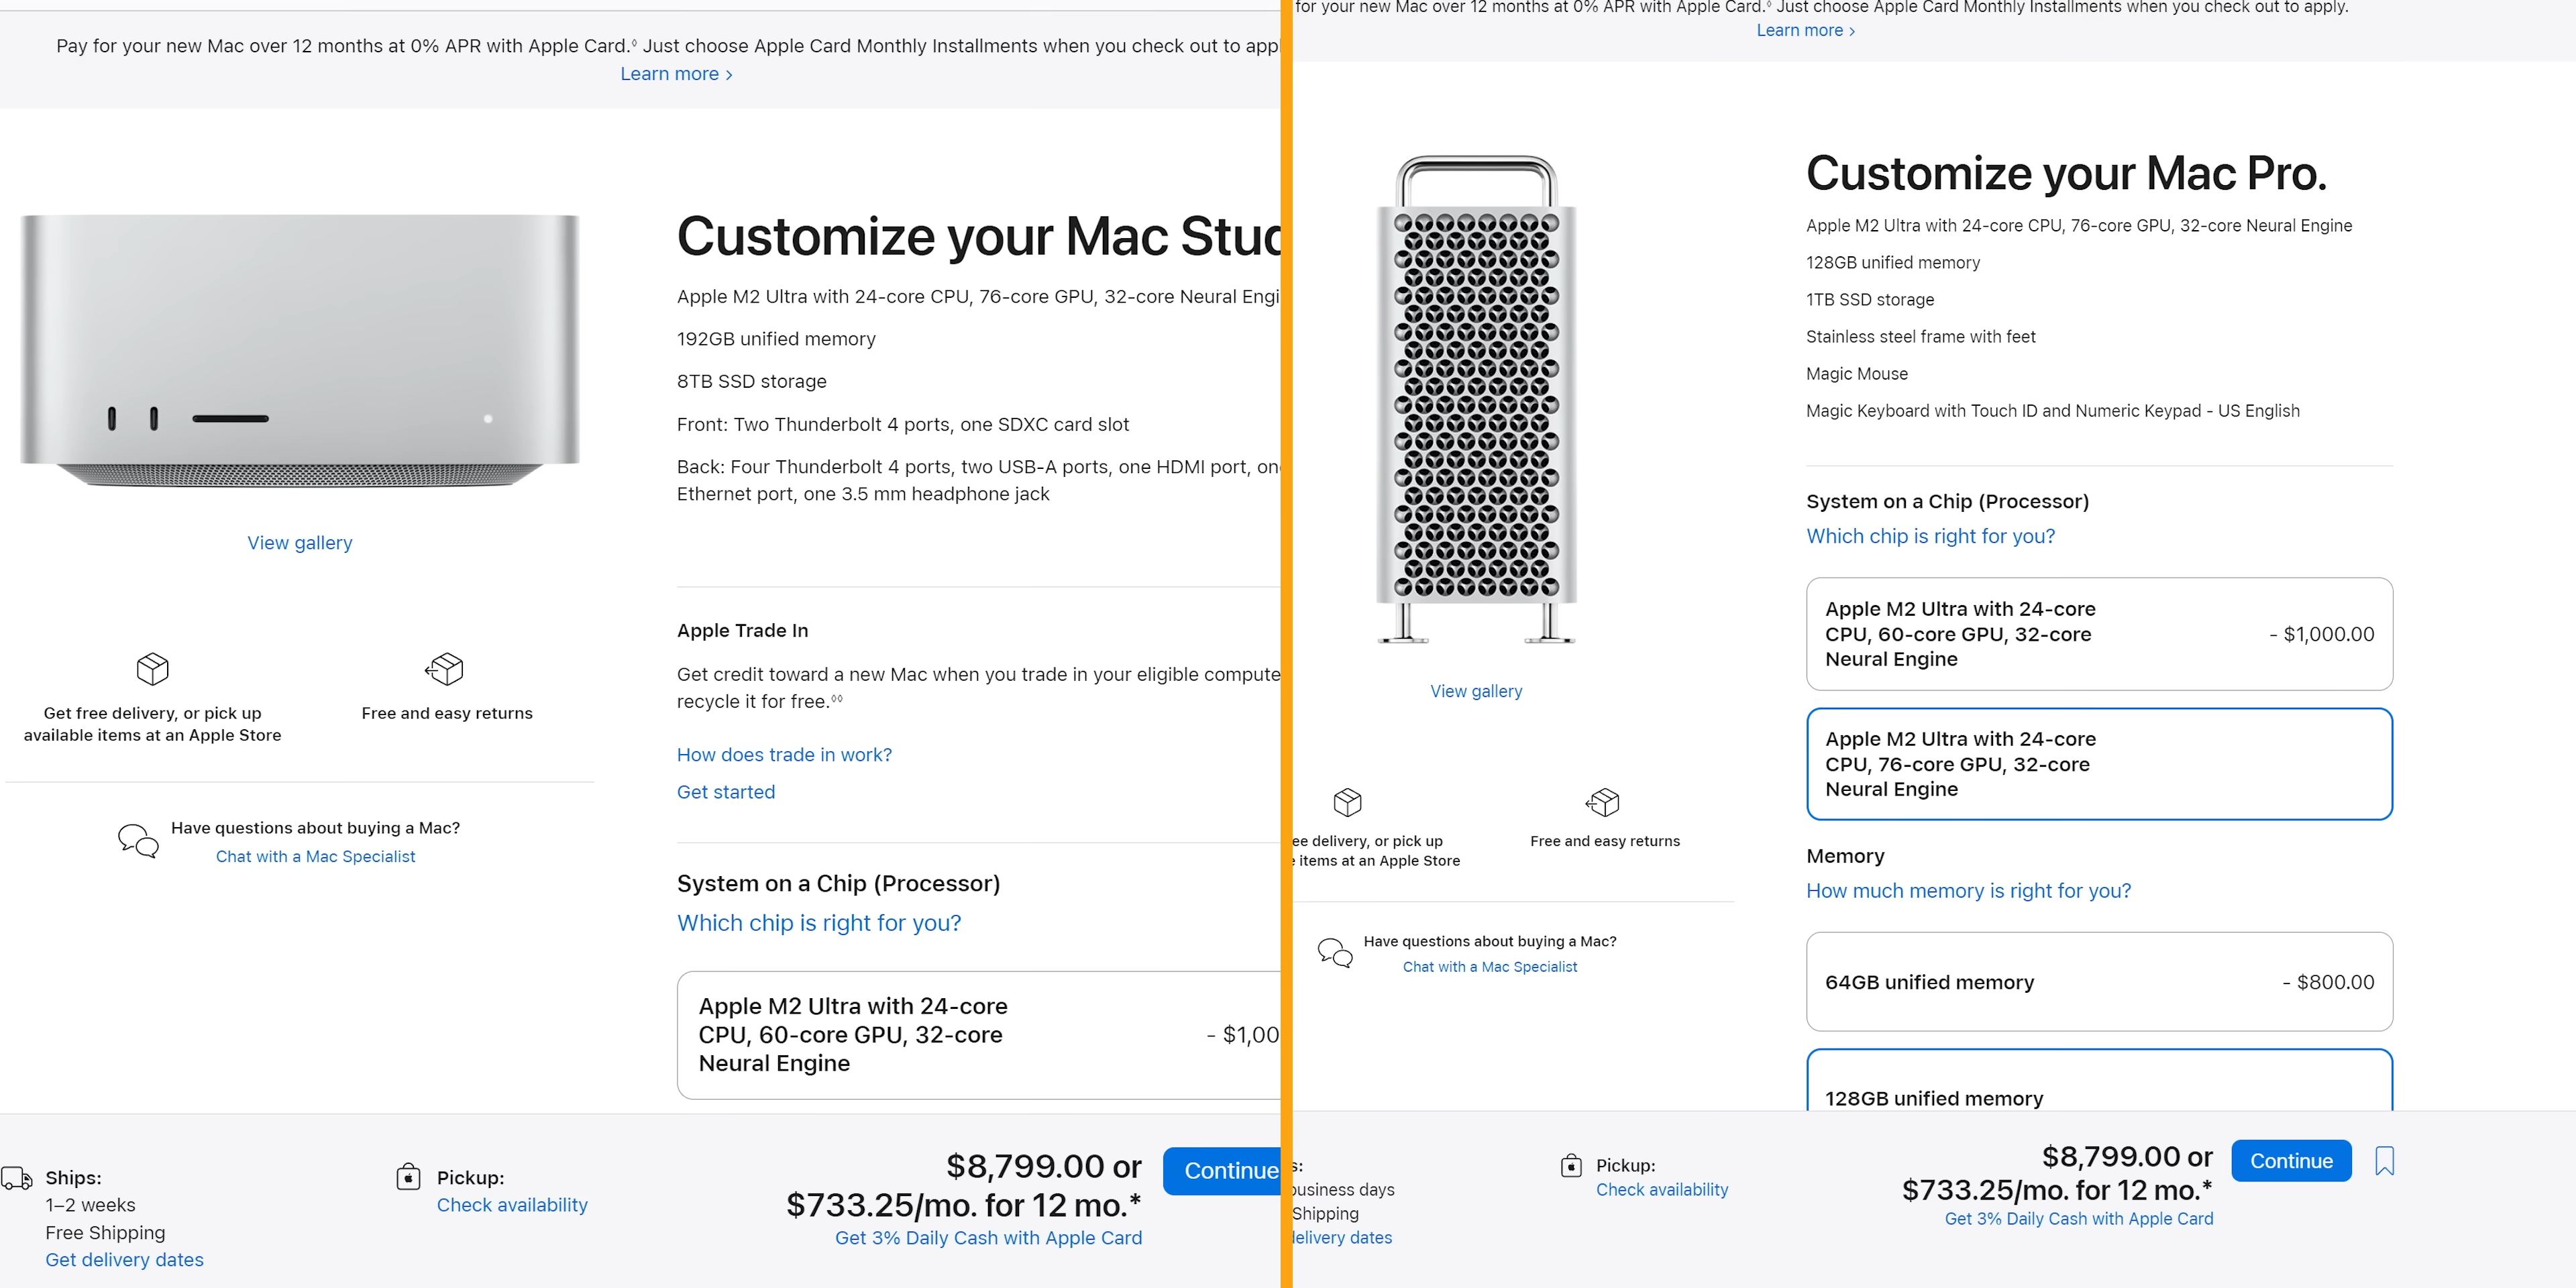 Pay for your new Mac over 12 months at 0% APR with Apple Card.◊ Just choose Apple Card Monthly Installments when you check out to appl
Learn more >
Customize your Mac Stud
Apple M2 Ultra with 24-core CPU, 76-core GPU, 32-core Neural Engi
192GB unified memory
8TB SSD storage
Front: Two Thunderbolt 4 ports, one SDXC card slot
Back: Four Thunderbolt 4 ports, two USB-A ports, one HDMI port, one
Ethernet port, one 3.5 mm headphone jack
View gallery
Get free delivery, or pick up
available items at an Apple Store
Free and easy returns
Have questions about buying a Mac?
Chat with a Mac Specialist
Apple Trade In
Get credit toward a new Mac when you trade in your eligible compute
recycle it for free.◊◊
How does trade in work?
Get started
System on a Chip (Processor)
Which chip is right for you?
Apple M2 Ultra with 24-core
CPU, 60-core GPU, 32-core
Neural Engine
- $1,00
Ships:
1–2 weeks
Free Shipping
Get delivery dates
Pickup:
Check availability
$8,799.00 or
$733.25/mo. for 12 mo.*
Get 3% Daily Cash with Apple Card
Continue
for your new Mac over 12 months at 0% APR with Apple Card.◊ Just choose Apple Card Monthly Installments when you check out to apply.
Learn more >
Customize your Mac Pro.
Apple M2 Ultra with 24-core CPU, 76-core GPU, 32-core Neural Engine
128GB unified memory
1TB SSD storage
Stainless steel frame with feet
Magic Mouse
Magic Keyboard with Touch ID and Numeric Keypad - US English
View gallery
ee delivery, or pick up
e items at an Apple Store
Free and easy returns
Have questions about buying a Mac?
Chat with a Mac Specialist
System on a Chip (Processor)
Which chip is right for you?
Apple M2 Ultra with 24-core
CPU, 60-core GPU, 32-core
Neural Engine
- $1,000.00
Apple M2 Ultra with 24-core
CPU, 76-core GPU, 32-core
Neural Engine
Memory
How much memory is right for you?
64GB unified memory
- $800.00
128GB unified memory
s:
business days
Shipping
delivery dates
Pickup:
Check availability
$8,799.00 or
$733.25/mo. for 12 mo.*
Get 3% Daily Cash with Apple Card
Continue